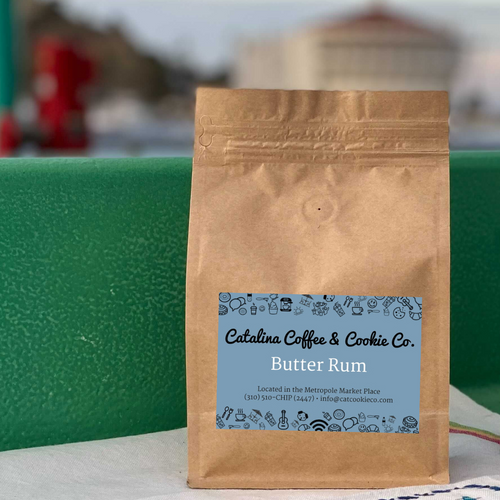 Catalina Coffee & Cookie Co.
Butter Rum
Located in the Metropole Market Place
(310) 510-CHIP (2447) • info@catcookieco.com